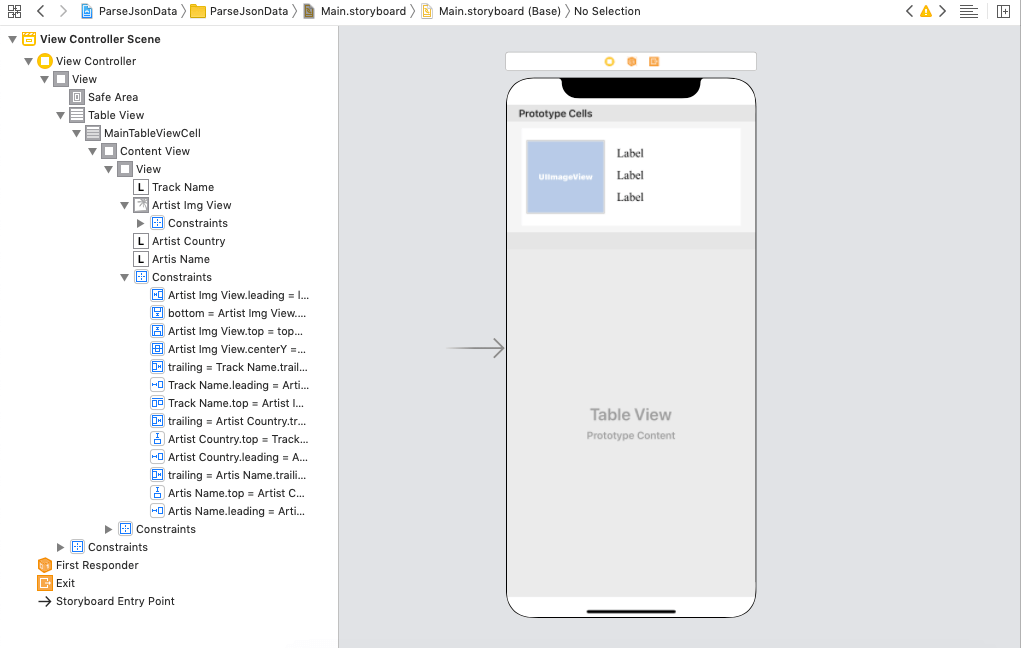 ParseJsonData
ParseJsonData
Main.storyboard
Main.storyboard (Base)
No Selection
View Controller Scene
View Controller
View
Safe Area
Table View
MainTableViewCell
Content View
View
L Track Name
Artist Img View
Constraints
L Artist Country
L Artis Name
Constraints
Artist Img View.leading = l...
bottom = Artist Img View....
Artist Img View.top = top...
Artist Img View.centerY =...
trailing = Track Name.trail...
Track Name.leading = Arti...
Track Name.top = Artist I...
trailing = Artist Country.tr...
Artist Country.top = Track...
Artist Country.leading = A...
trailing = Artis Name.traili...
Artis Name.top = Artist C...
Artis Name.leading = Arti...
Constraints
Constraints
First Responder
Exit
Storyboard Entry Point
Prototype Cells
UIImageView
Label
Label
Label
Table View
Prototype Content